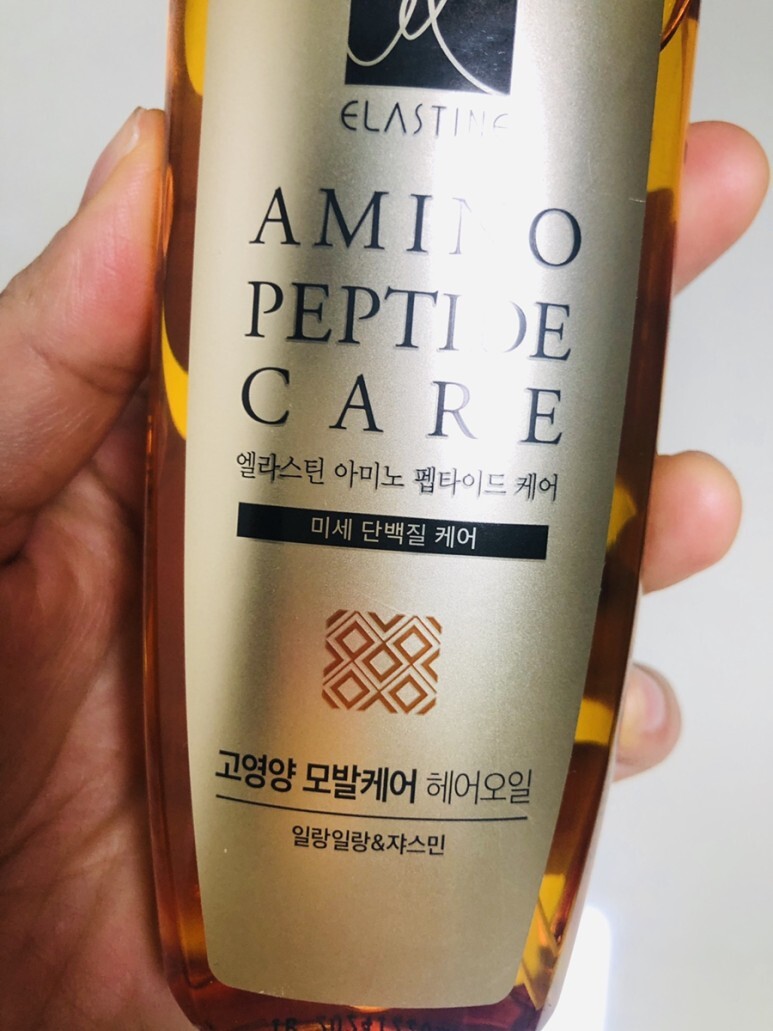 ELASTINE
AMINO
PEPTIDE
CARE
엘라스틴 아미노 펩타이드 케어
미세 단백질 케어
고영양 모발케어 헤어오일
일랑일랑&쟈스민